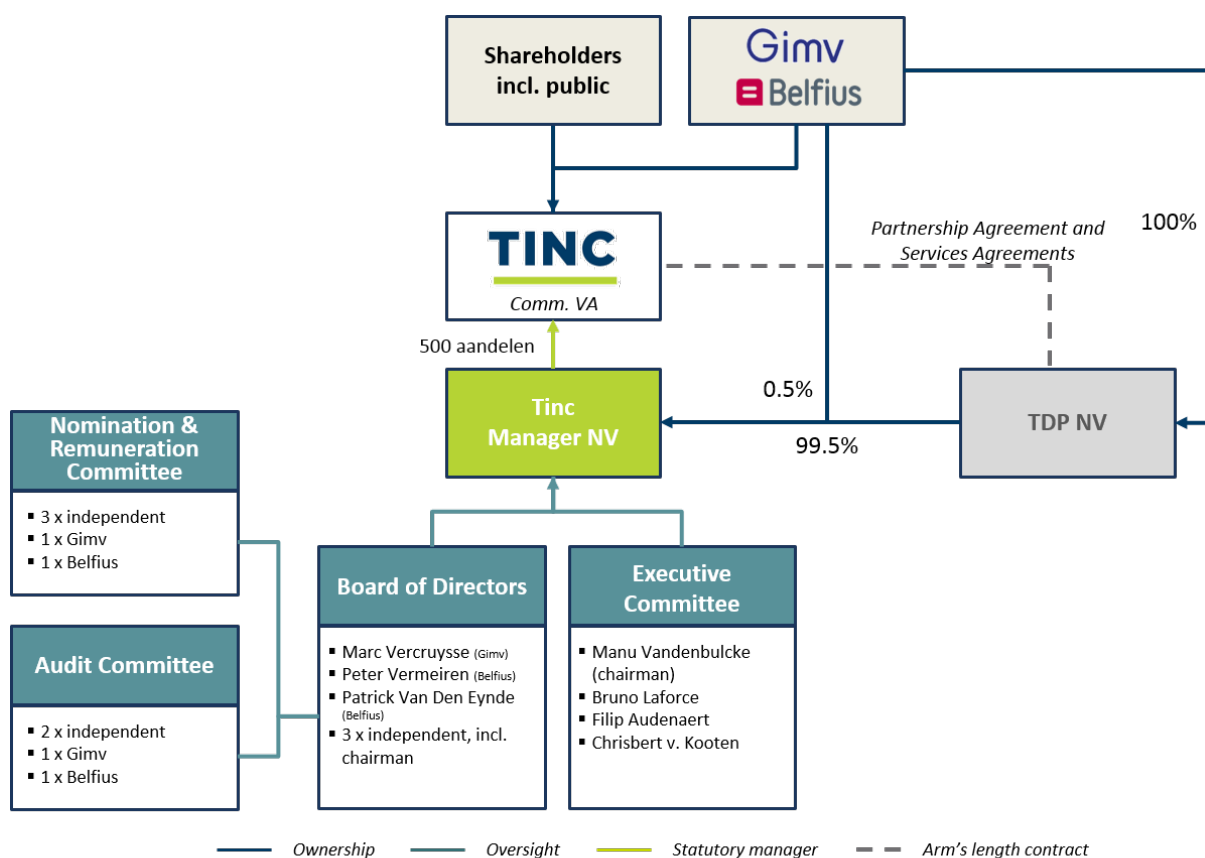 Shareholders
incl. public
Gimv
Belfius
100%
Partnership Agreement and
Services Agreements
TINC
Comm. VA
500 aandelen
Tinc
Manager NV
0.5%
99.5%
TDP NV
Nomination &
Remuneration
Committee
▪ 3 x independent
▪ 1 x Gimv
▪ 1 x Belfius
Audit Committee
▪ 2 x independent
▪ 1 x Gimv
▪ 1 x Belfius
Board of Directors
▪ Marc Vercruysse (Gimv)
▪ Peter Vermeiren (Belfius)
▪ Patrick Van Den Eynde
(Belfius)
▪ 3 x independent, incl.
chairman
Executive
Committee
▪ Manu Vandenbulcke
(chairman)
▪ Bruno Laforce
▪ Filip Audenaert
▪ Chrisbert v. Kooten
Ownership
Oversight
Statutory manager
Arm's length contract